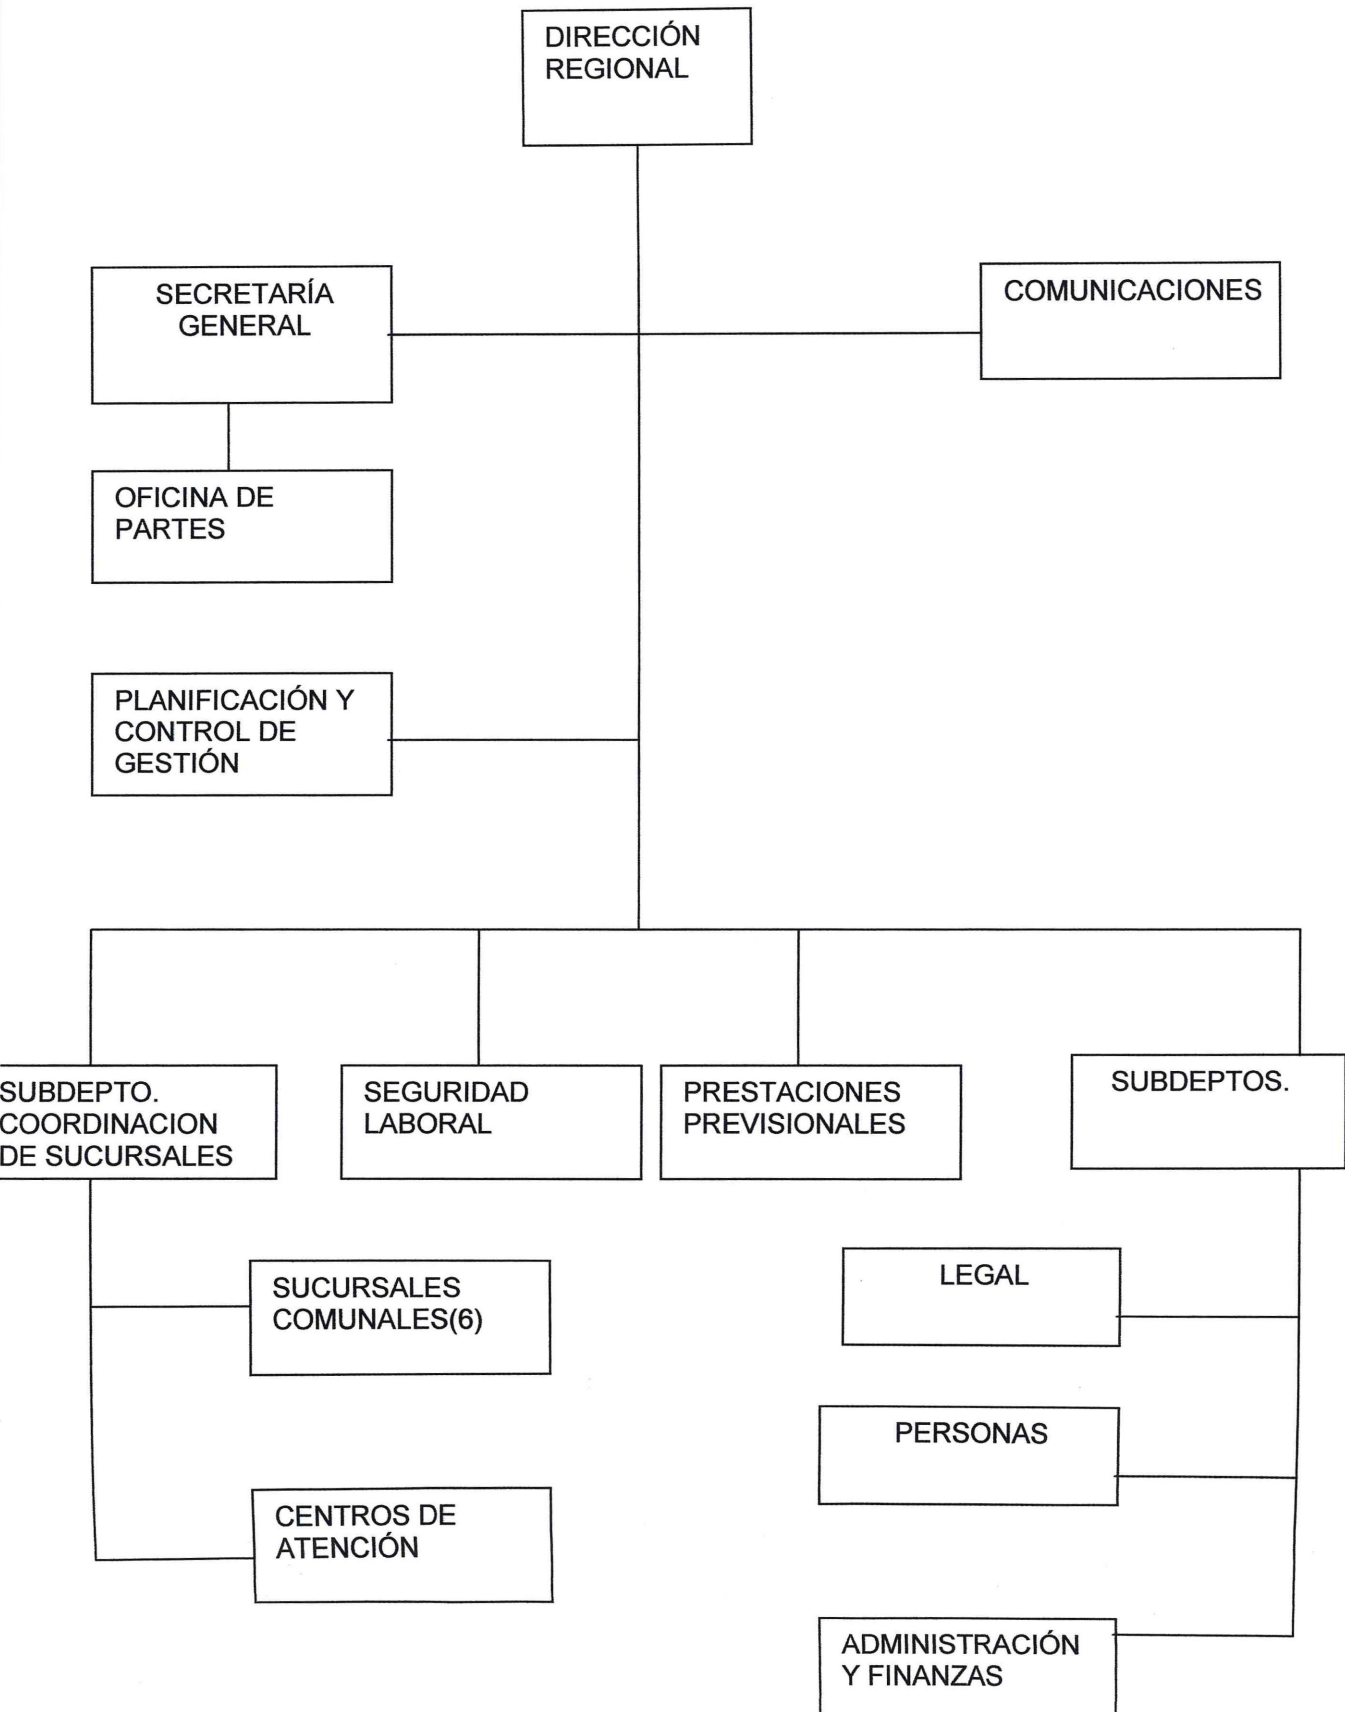 DIRECCIÓN
REGIONAL
SECRETARÍA
GENERAL
COMUNICACIONES
OFICINA DE
PARTES
PLANIFICACIÓN Y
CONTROL DE
GESTIÓN
SUBDEPTO.
COORDINACION
DE SUCURSALES
SEGURIDAD
LABORAL
PRESTACIONES
PREVISIONALES
SUBDEPTOS.
SUCURSALES
COMUNALES(6)
LEGAL
PERSONAS
CENTROS DE
ATENCIÓN
ADMINISTRACIÓN
Y FINANZAS